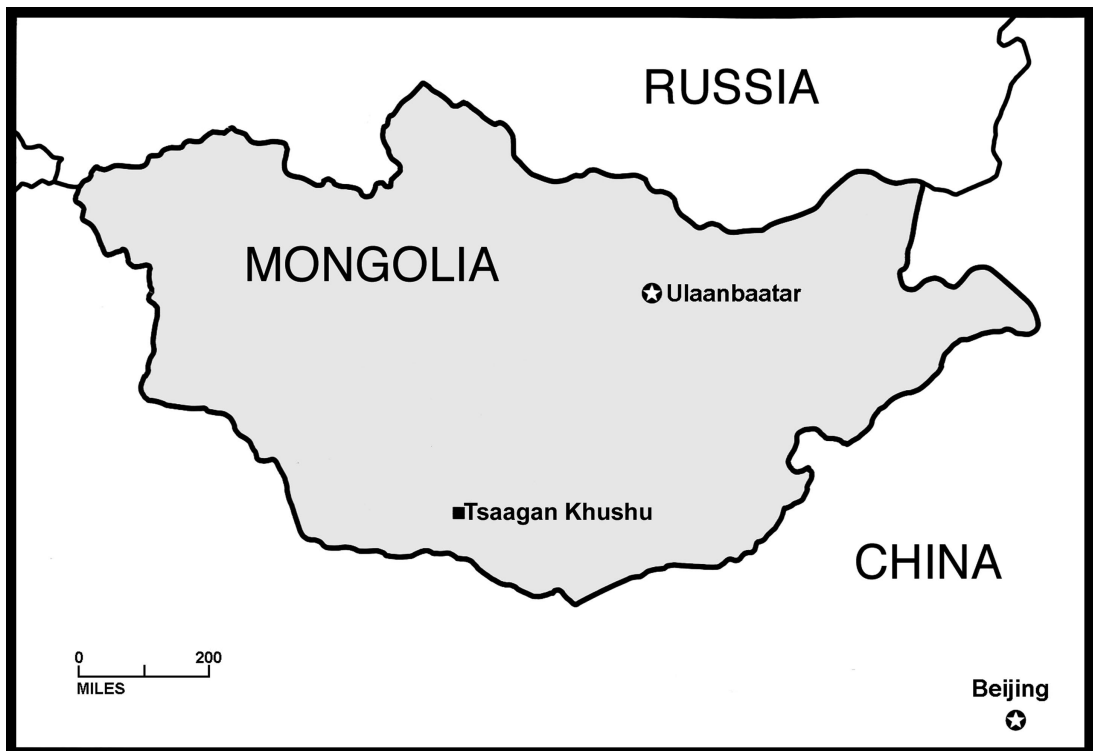 RUSSIA
MONGOLIA
Ulaanbaatar
Tsaagan Khushu
CHINA
0 200
MILES
Beijing